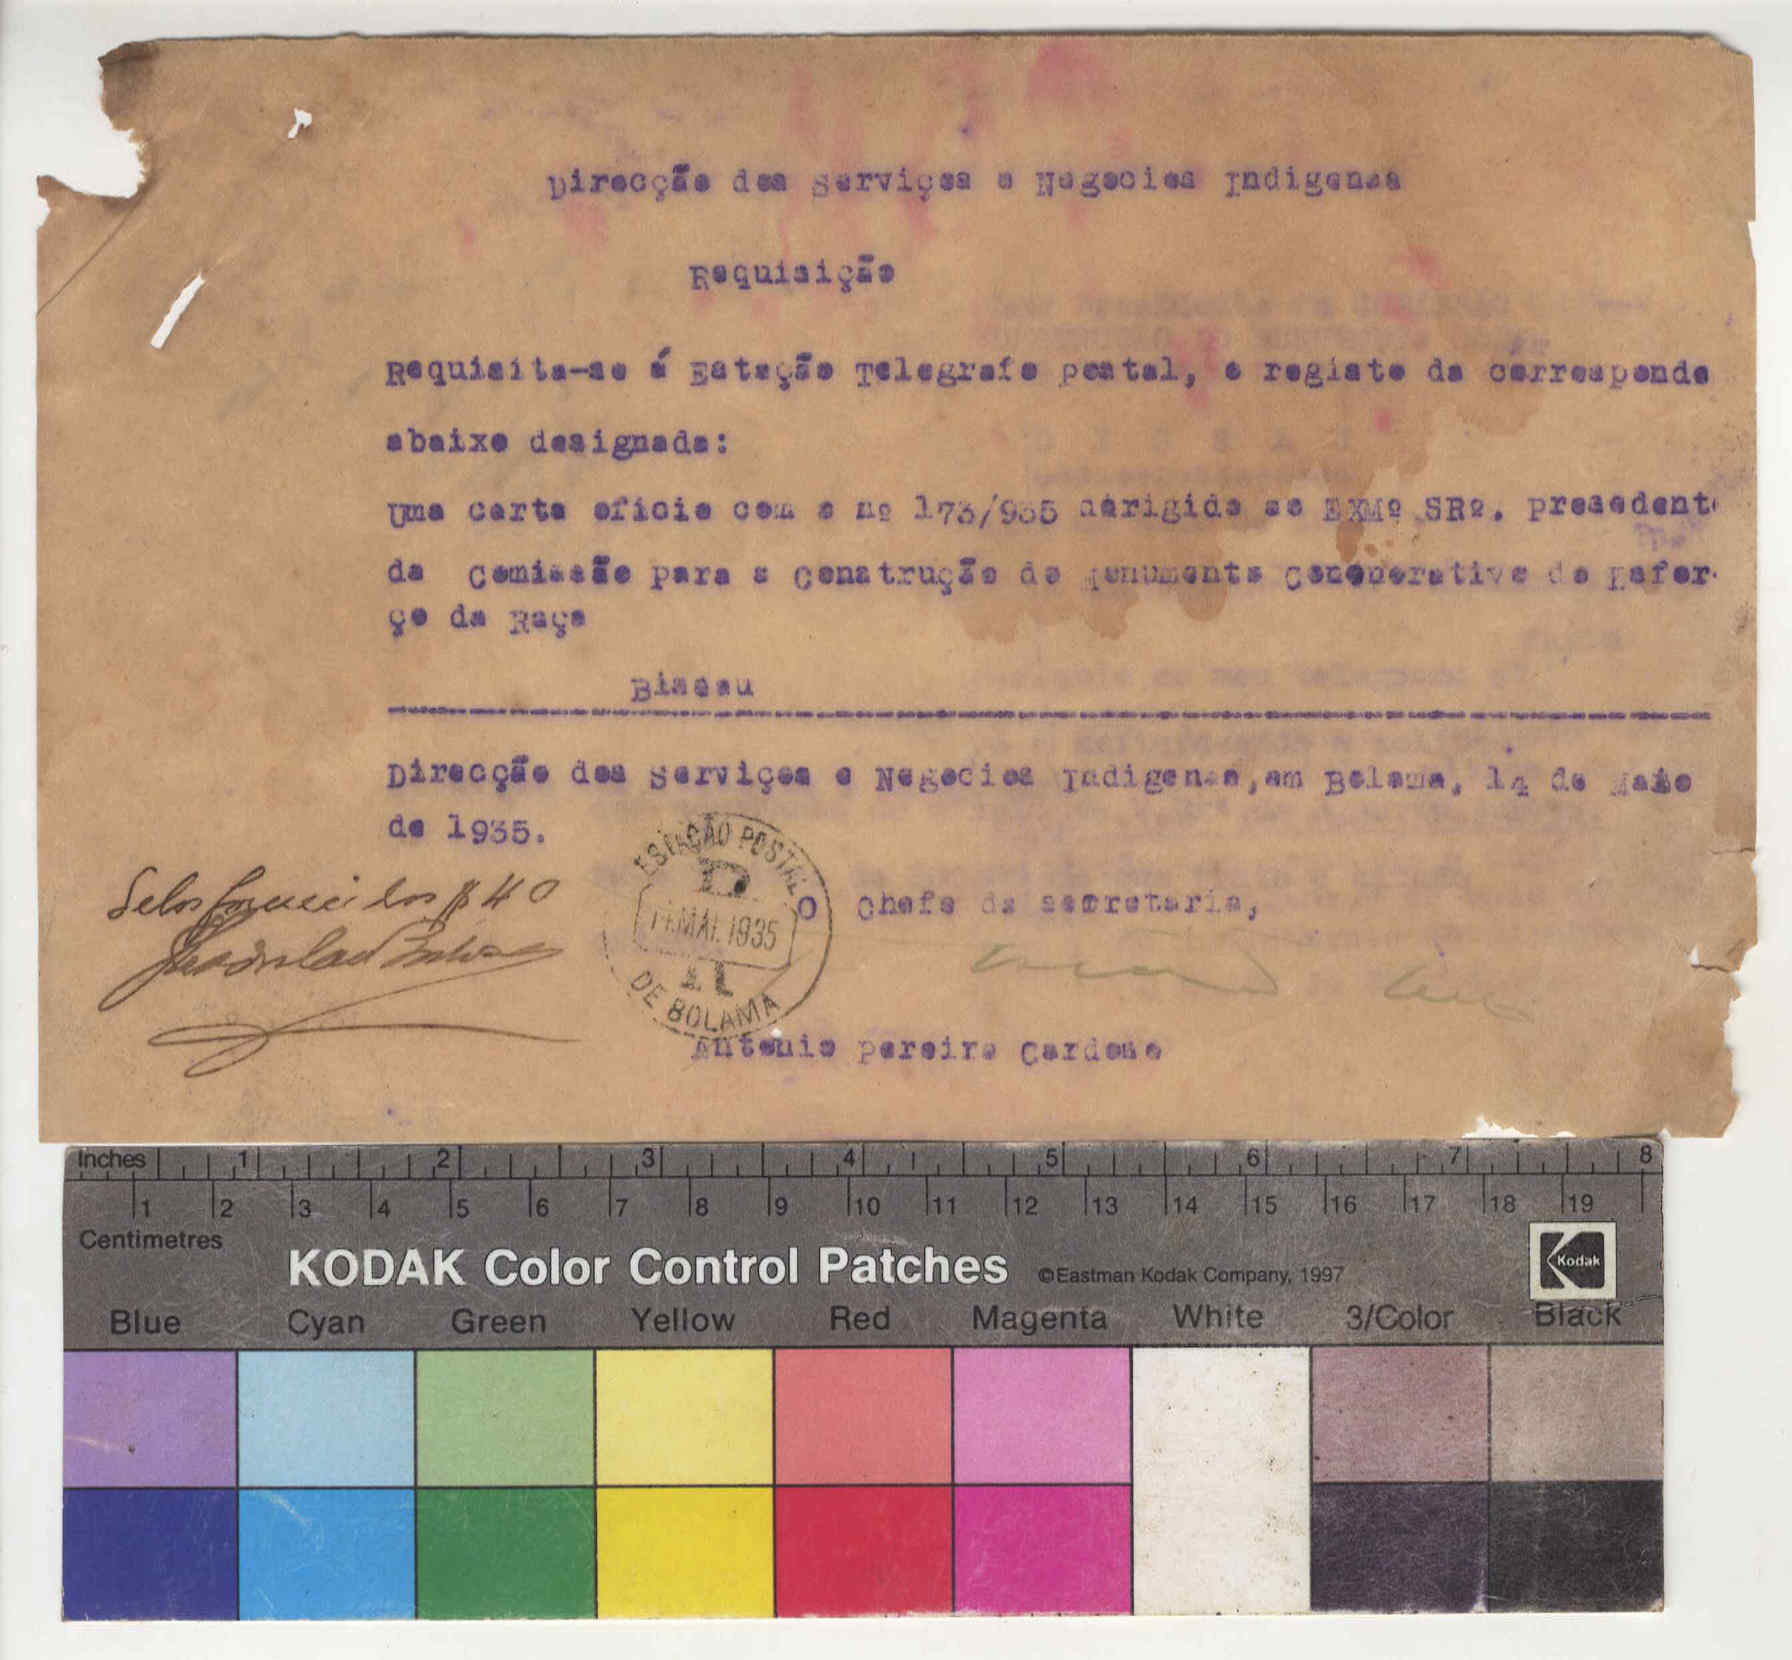 Direcção dos Serviços e Negocios Indigenas
Requisição
Requisita-se á Estação Telegrafo postal, o registo da corresponde
abaixo designada:
Uma carta oficio com o nº 173/935 dirigida ao EXMº SRº. presedente
da Comissão para a Construção do Monumento Comemorativo do Esfor-
ço da Raça
Bissau
Direcção dos Serviços e Negocios Indigenas,em Bolama, 14 de Maio
de 1935.
ESTAÇÃO POSTAL
MAI.1935
DE BOLAMA
O Chefe da secretaria,
Antonio Pereira Cardoso
$40
Inches 1 2 3 4 5 6 7 8
1 2 3 4 5 6 7 8 9 10 11 12 13 14 15 16 17 18 19
Centimetres
KODAK Color Control Patches ©Eastman Kodak Company, 1997 Kodak
Blue Cyan Green Yellow Red Magenta White 3/Color Black